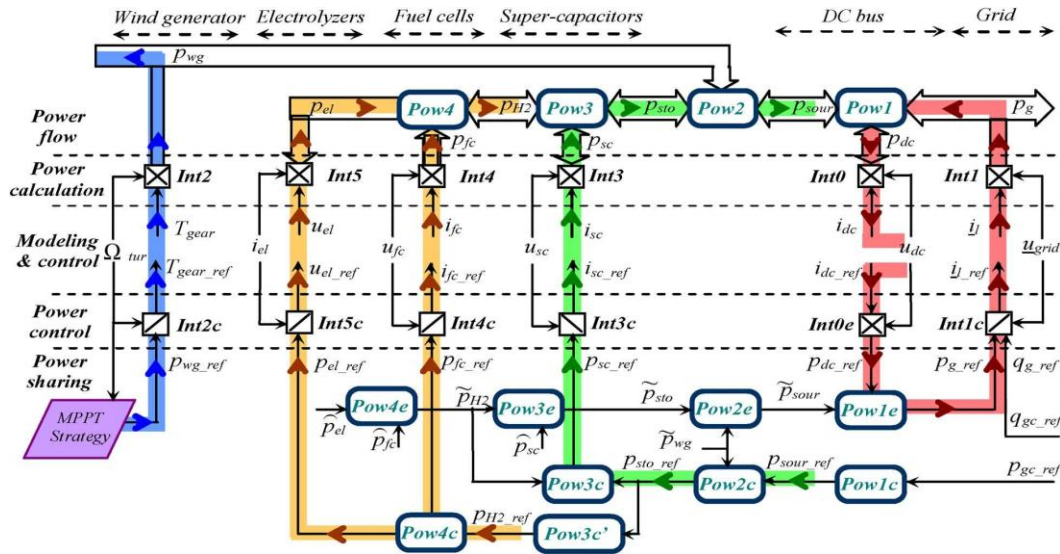 Wind generator Electrolyzers Fuel cells Super-capacitors DC bus Grid
p_wg
Power flow
p_el Pow4 p_H2 Pow3 p_sto Pow2 p_sour Pow1 p_g
p_fc p_sc p_dc
Power calculation
Int2 Int5 Int4 Int3 Int0 Int1
Modeling & control
Ω_tur T_gear i_el u_el u_fc i_fc u_sc i_sc i_dc u_dc i_l u_grid
T_gear_ref u_el_ref i_fc_ref i_sc_ref i_dc_ref i_l_ref
Power control
Int2c Int5c Int4c Int3c Int0e Int1c
Power sharing
p_wg_ref p_el_ref p_fc_ref p_sc_ref p_dc_ref p_g_ref q_g_ref
MPPT Strategy
p̂_el Pow4e p̃_H2 Pow3e p̃_sto Pow2e p̃_sour Pow1e q_gc_ref
p̂_fc p̂_sc p̃_wg
Pow3c p_sto_ref Pow2c p_sour_ref Pow1c p_gc_ref
Pow4c p_H2_ref Pow3c'